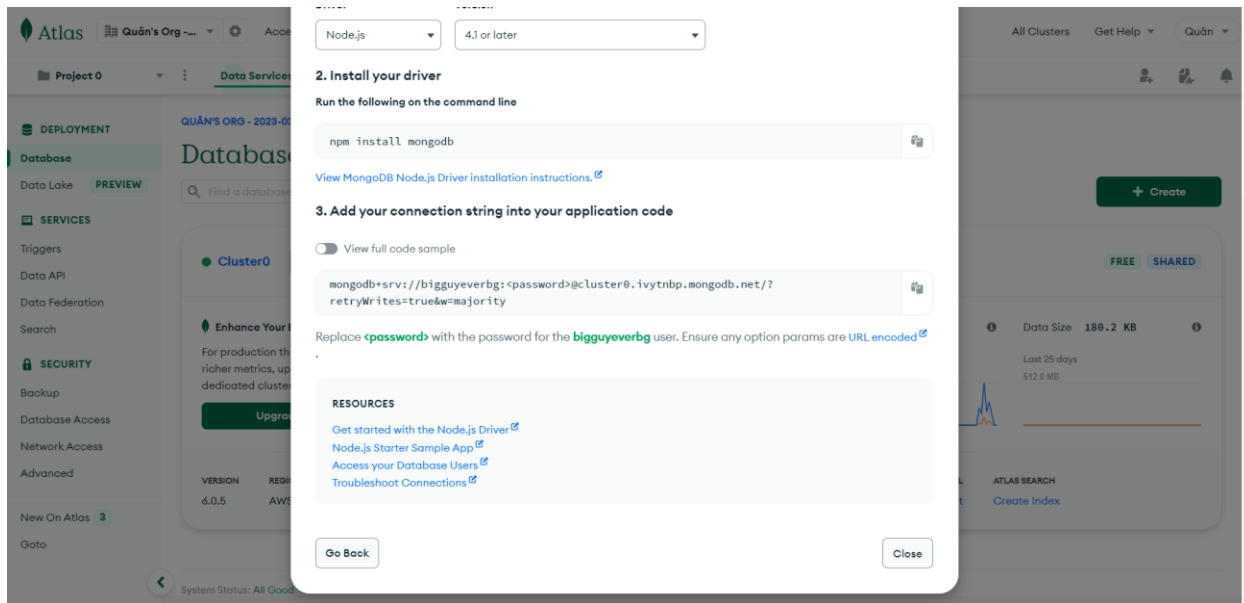 Atlas
Quân's Org -...
Acce
All Clusters
Get Help
Quân
Project 0
Data Services
DEPLOYMENT
Database
Data Lake PREVIEW
SERVICES
Triggers
Data API
Data Federation
Search
SECURITY
Backup
Database Access
Network Access
Advanced
New On Atlas 3
Goto
QUÂN'S ORG - 2023-03
Databas
Find a database
+ Create
Cluster0
FREE SHARED
Enhance Your
For production th
richer metrics, up
dedicated cluste
Upgra
Data Size 180.2 KB
Last 25 days
512.0 MB
VERSION
6.0.5
REGI
AWS
ATLAS SEARCH
Create Index
System Status: All Good
Node.js
4.1 or later
2. Install your driver
Run the following on the command line
npm install mongodb
View MongoDB Node.js Driver installation instructions.
3. Add your connection string into your application code
View full code sample
mongodb+srv://bigguyeverbg:<password>@cluster0.ivytnbp.mongodb.net/?
retryWrites=true&w=majority
Replace <password> with the password for the bigguyeverbg user. Ensure any option params are URL encoded
.
RESOURCES
Get started with the Node.js Driver
Node.js Starter Sample App
Access your Database Users
Troubleshoot Connections
Go Back
Close